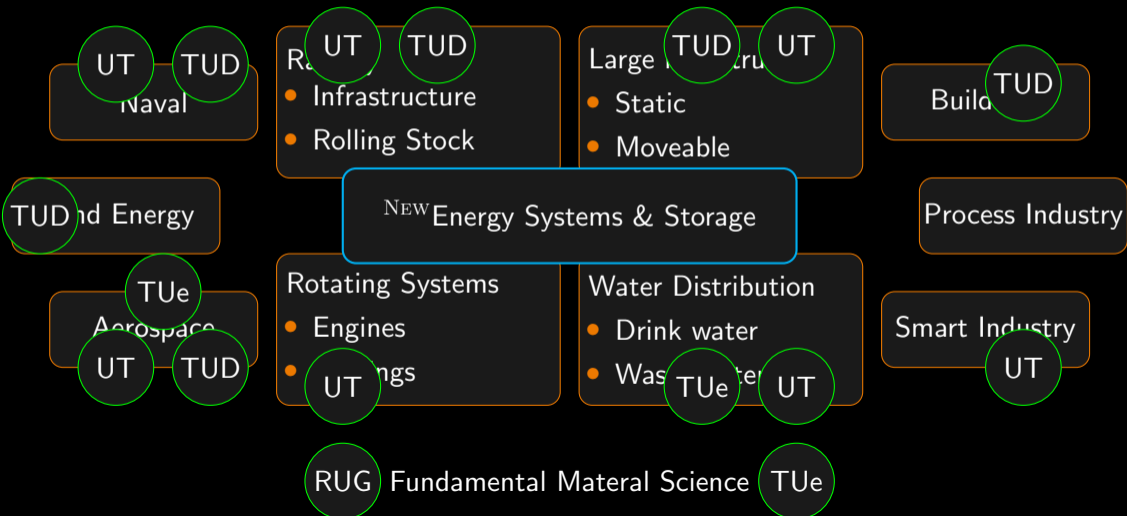 UT TUD
Naval
UT TUD
Infrastructure
Rolling Stock
TUD UT
Large
Static
Moveable
TUD
Build
TUD
Energy
NEWEnergy Systems & Storage
Process Industry
TUe
Aerospace
UT TUD
Rotating Systems
Engines
UT
Water Distribution
Drink water
TUe UT
Smart Industry
UT
RUG Fundamental Materal Science TUe